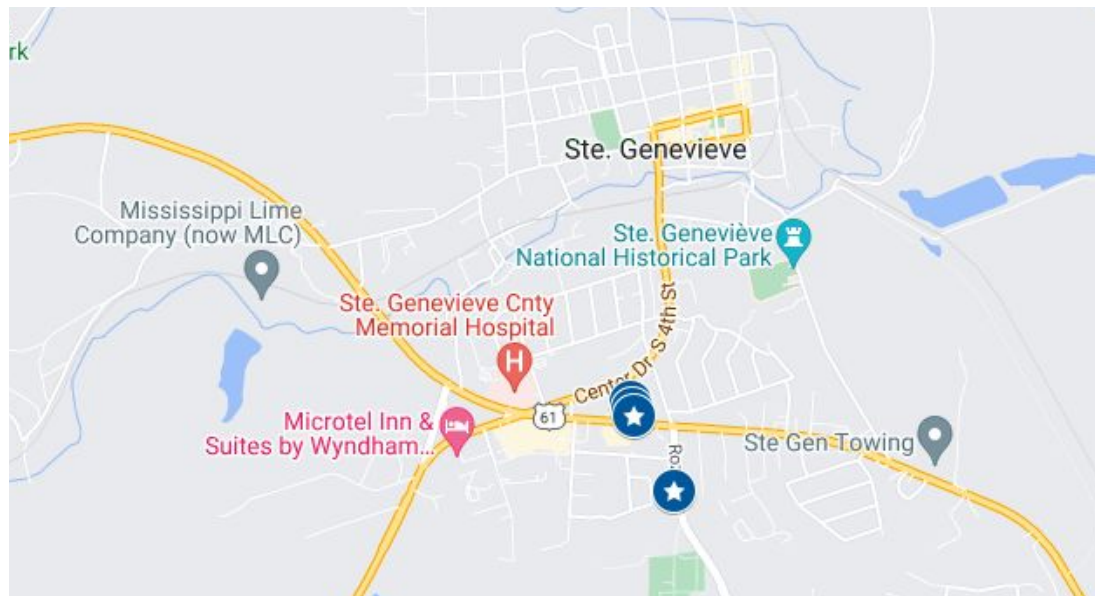 rk
Ste. Genevieve
Mississippi Lime
Company (now MLC)
Ste. Geneviève
National Historical Park
Ste. Genevieve Cnty
Memorial Hospital
H
S 4th St
Center Dr
61
Microtel Inn &
Suites by Wyndham...
Ste Gen Towing
Ro